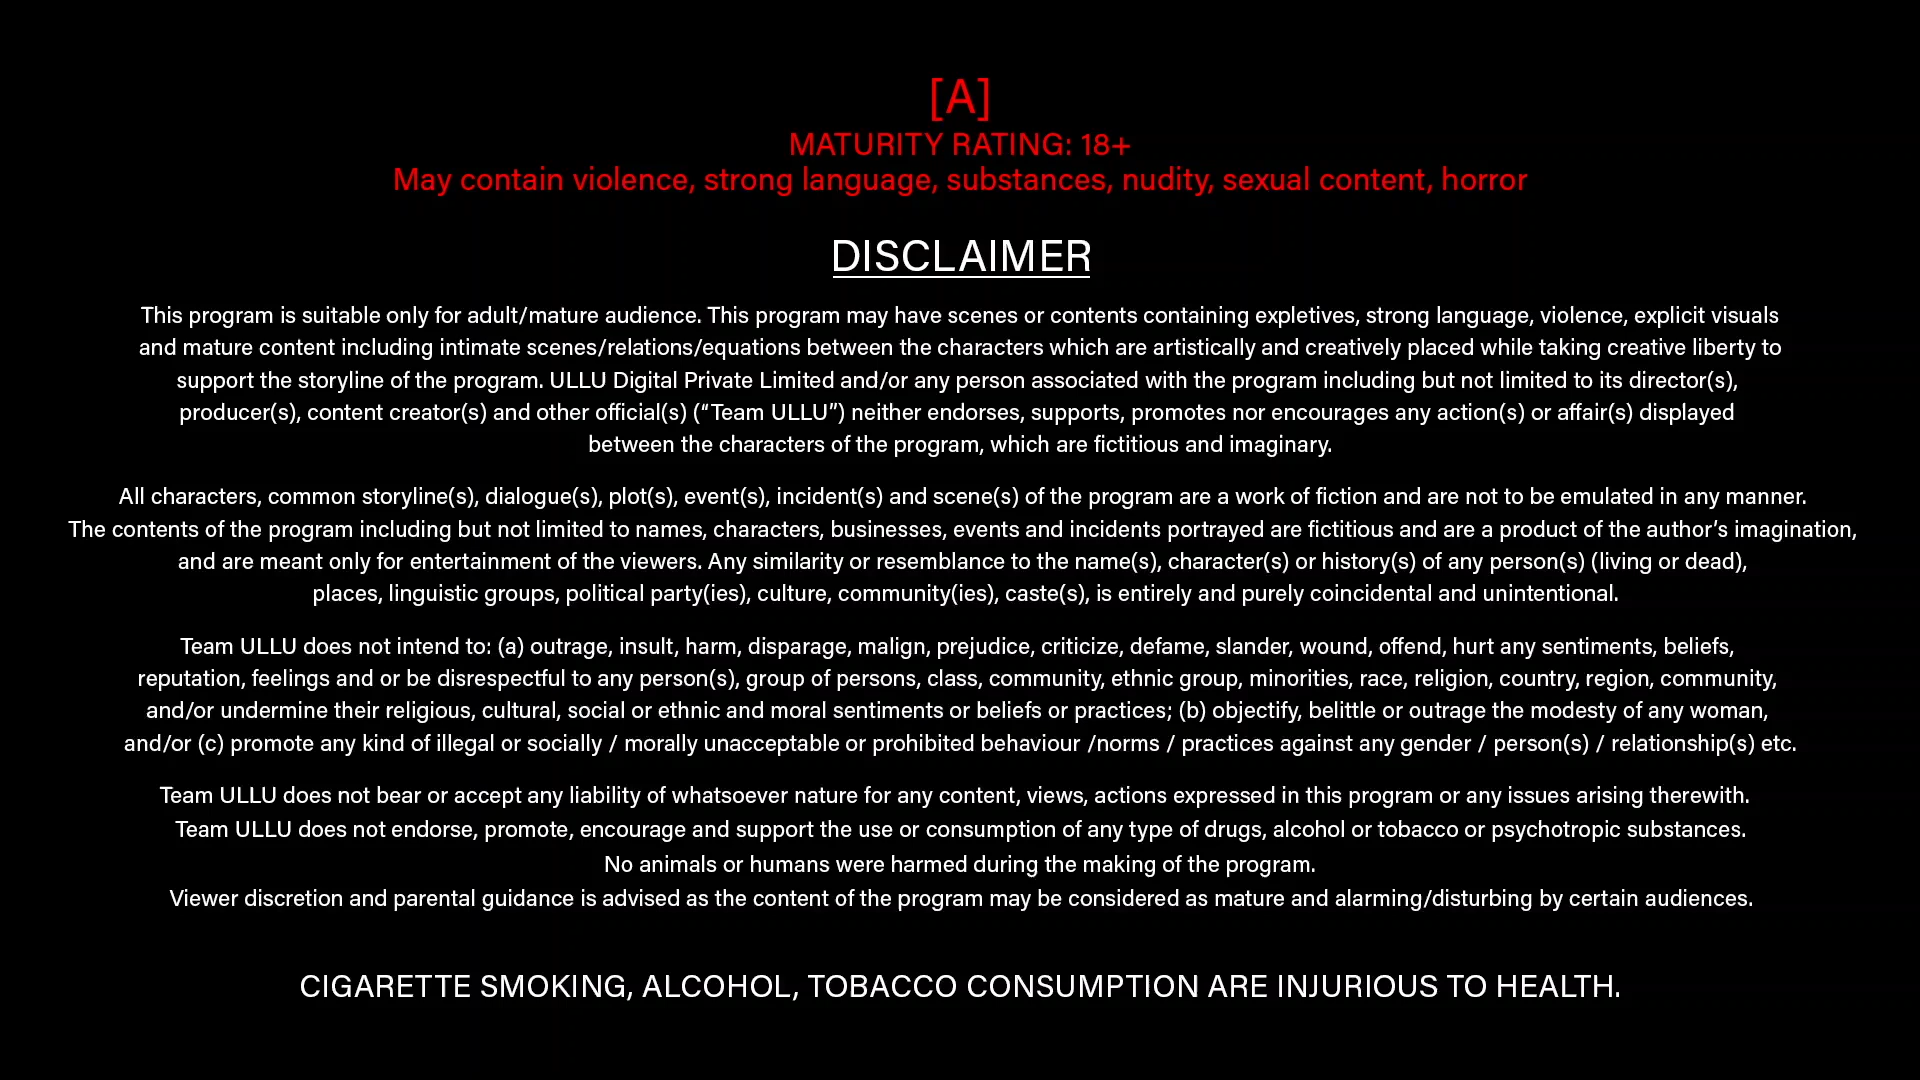 [A]
MATURITY RATING: 18+
May contain violence, strong language, substances, nudity, sexual content, horror
DISCLAIMER
This program is suitable only for adult/mature audience. This program may have scenes or contents containing expletives, strong language, violence, explicit visuals
and mature content including intimate scenes/relations/equations between the characters which are artistically and creatively placed while taking creative liberty to
support the storyline of the program. ULLU Digital Private Limited and/or any person associated with the program including but not limited to its director(s),
producer(s), content creator(s) and other official(s) (“Team ULLU”) neither endorses, supports, promotes nor encourages any action(s) or affair(s) displayed
between the characters of the program, which are fictitious and imaginary.
All characters, common storyline(s), dialogue(s), plot(s), event(s), incident(s) and scene(s) of the program are a work of fiction and are not to be emulated in any manner.
The contents of the program including but not limited to names, characters, businesses, events and incidents portrayed are fictitious and are a product of the author’s imagination,
and are meant only for entertainment of the viewers. Any similarity or resemblance to the name(s), character(s) or history(s) of any person(s) (living or dead),
places, linguistic groups, political party(ies), culture, community(ies), caste(s), is entirely and purely coincidental and unintentional.
Team ULLU does not intend to: (a) outrage, insult, harm, disparage, malign, prejudice, criticize, defame, slander, wound, offend, hurt any sentiments, beliefs,
reputation, feelings and or be disrespectful to any person(s), group of persons, class, community, ethnic group, minorities, race, religion, country, region, community,
and/or undermine their religious, cultural, social or ethnic and moral sentiments or beliefs or practices; (b) objectify, belittle or outrage the modesty of any woman,
and/or (c) promote any kind of illegal or socially / morally unacceptable or prohibited behaviour /norms / practices against any gender / person(s) / relationship(s) etc.
Team ULLU does not bear or accept any liability of whatsoever nature for any content, views, actions expressed in this program or any issues arising therewith.
Team ULLU does not endorse, promote, encourage and support the use or consumption of any type of drugs, alcohol or tobacco or psychotropic substances.
No animals or humans were harmed during the making of the program.
Viewer discretion and parental guidance is advised as the content of the program may be considered as mature and alarming/disturbing by certain audiences.
CIGARETTE SMOKING, ALCOHOL, TOBACCO CONSUMPTION ARE INJURIOUS TO HEALTH.